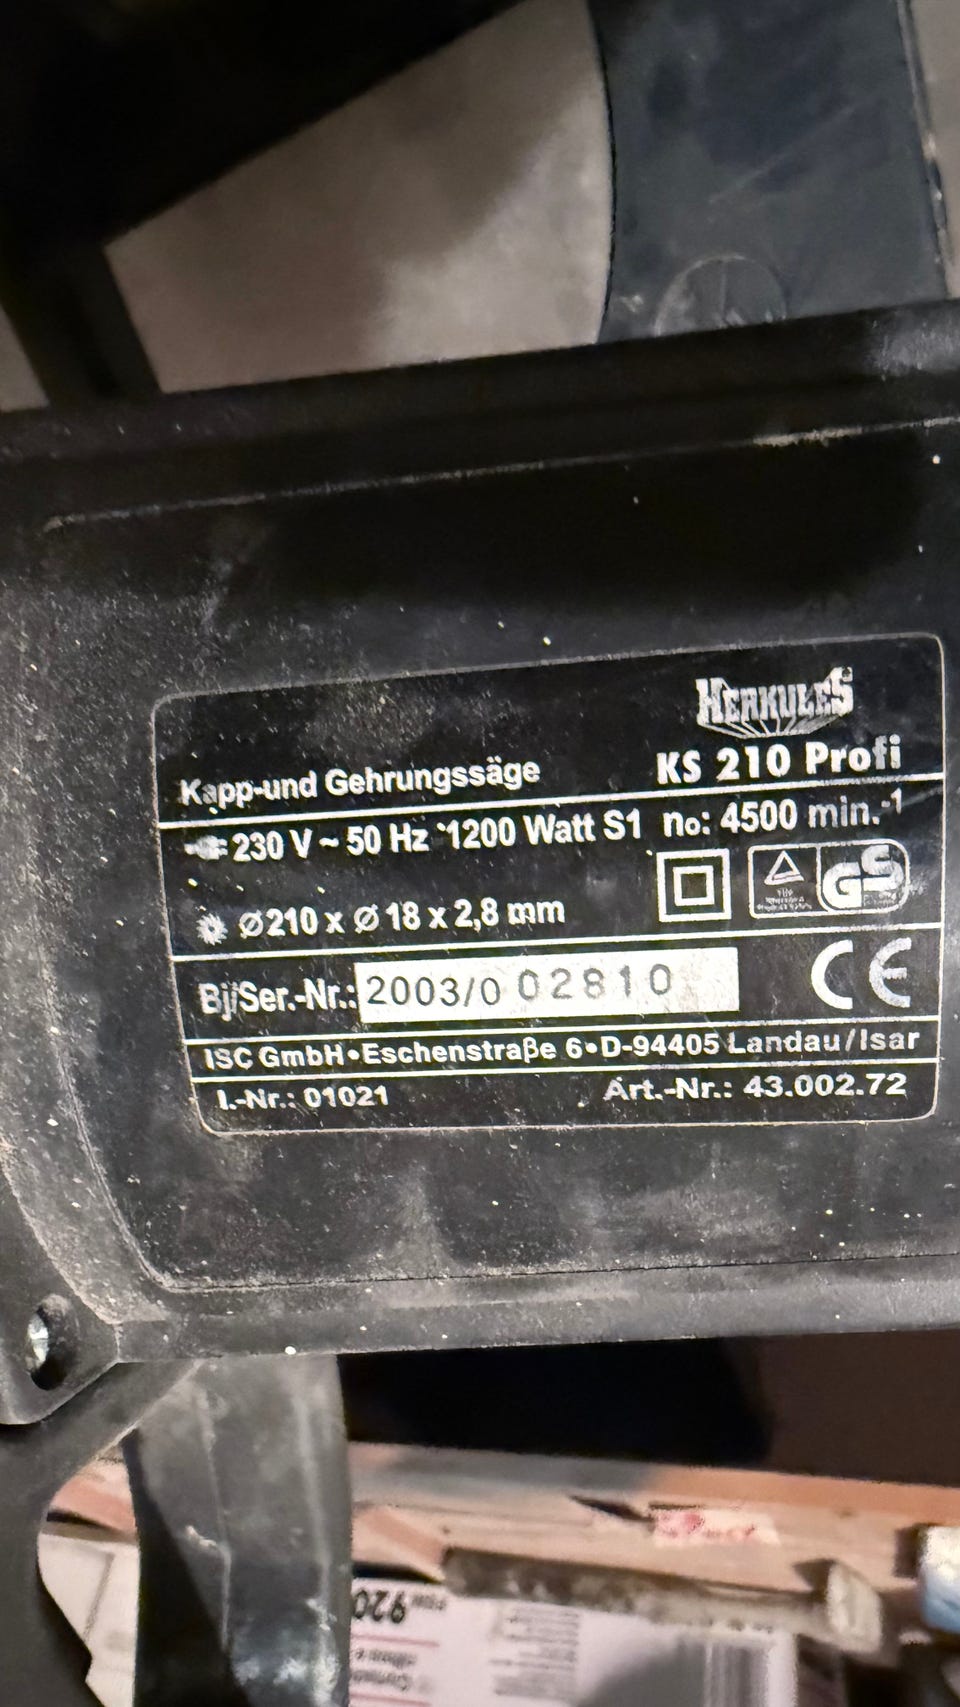 HERKULES
Kapp-und Gehrungssäge KS 210 Profi
230 V ~ 50 Hz 1200 Watt S1 no: 4500 min.-1
GS
Ø210 x Ø 18 x 2,8 mm
Bj/Ser.-Nr.: 2003/0 02810 CE
ISC GmbH•Eschenstraße 6•D-94405 Landau/Isar
I.-Nr.: 01021 Art.-Nr.: 43.002.72
920